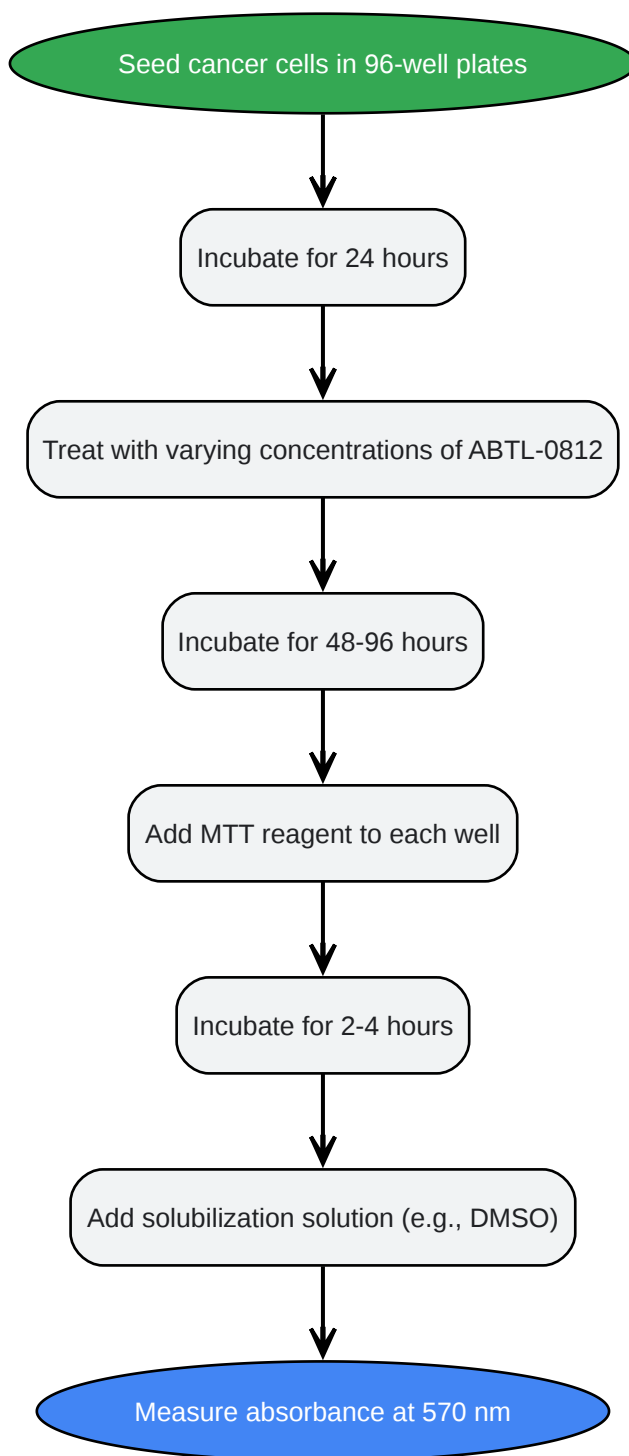 Seed cancer cells in 96-well plates
Incubate for 24 hours
Treat with varying concentrations of ABTL-0812
Incubate for 48-96 hours
Add MTT reagent to each well
Incubate for 2-4 hours
Add solubilization solution (e.g., DMSO)
Measure absorbance at 570 nm